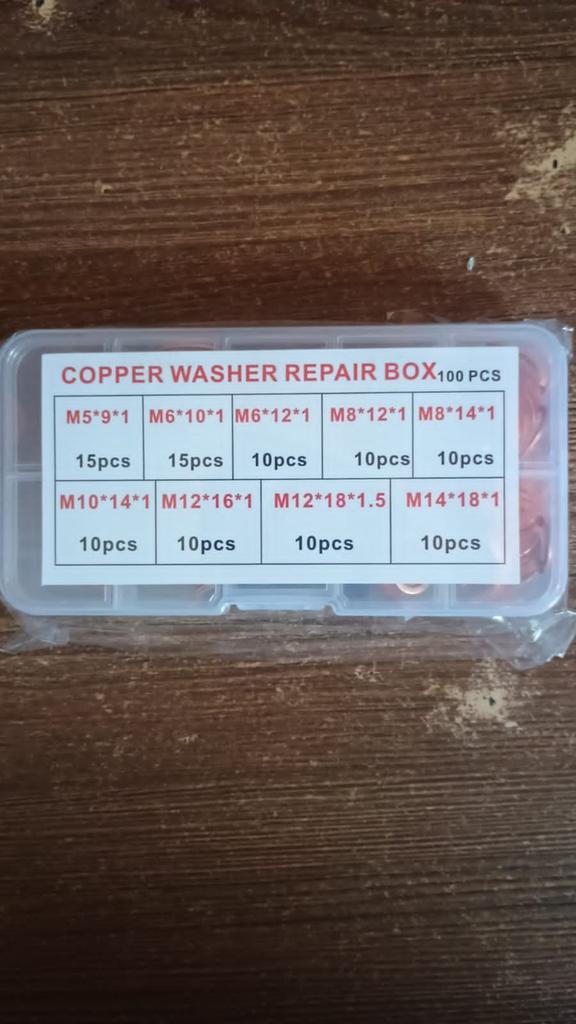 COPPER WASHER REPAIR BOX 100 PCS
M5*9*1 M6*10*1 M6*12*1 M8*12*1 M8*14*1
15pcs 15pcs 10pcs 10pcs 10pcs
M10*14*1 M12*16*1 M12*18*1.5 M14*18*1
10pcs 10pcs 10pcs 10pcs